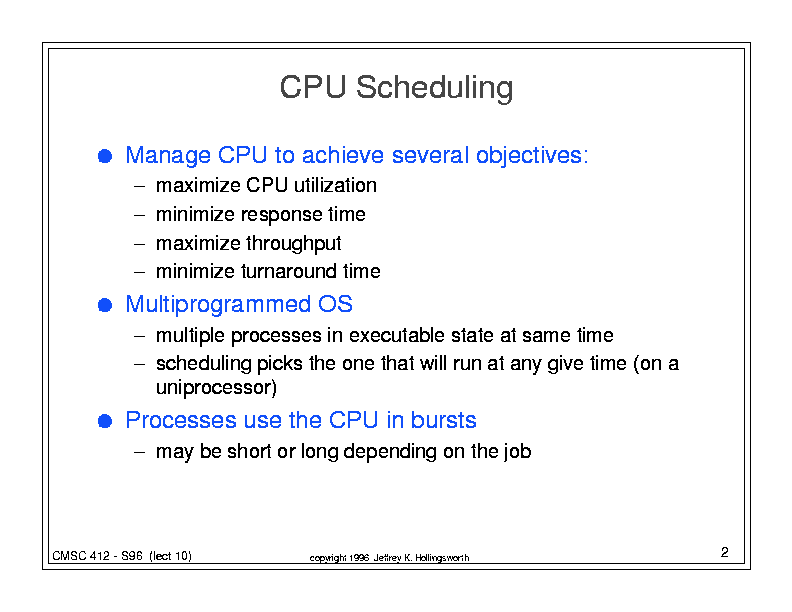 CPU Scheduling
● Manage CPU to achieve several objectives:
– maximize CPU utilization
– minimize response time
– maximize throughput
– minimize turnaround time
● Multiprogrammed OS
– multiple processes in executable state at same time
– scheduling picks the one that will run at any give time (on a
uniprocessor)
● Processes use the CPU in bursts
– may be short or long depending on the job
CMSC 412 - S96 (lect 10)
copyright 1996 Jeffrey K. Hollingsworth
2